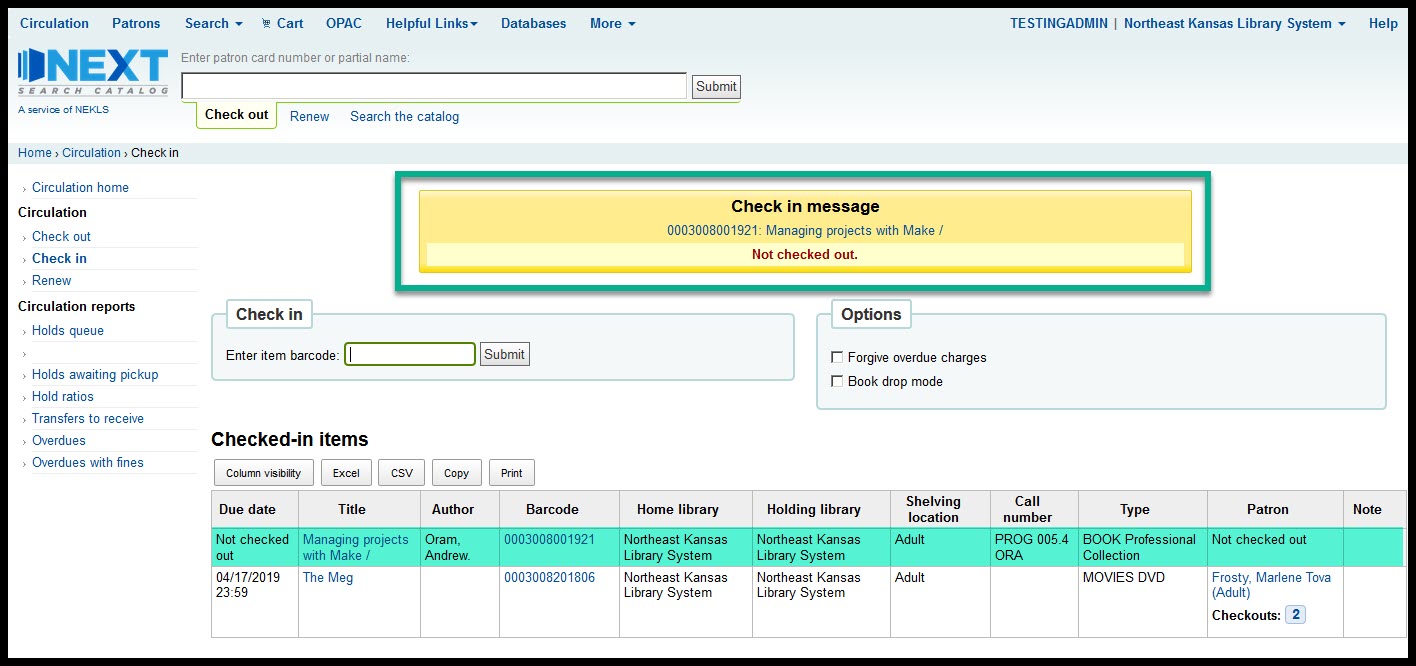 Circulation Patrons Search Cart OPAC Helpful Links Databases More TESTINGADMIN | Northeast Kansas Library System Help
NEXT
SEARCH CATALOG
A service of NEKLS
Enter patron card number or partial name:
Submit
Check out Renew Search the catalog
Home › Circulation › Check in
› Circulation home
Circulation
› Check out
› Check in
› Renew
Circulation reports
› Holds queue
›
› Holds awaiting pickup
› Hold ratios
› Transfers to receive
› Overdues
› Overdues with fines
Check in message
0003008001921: Managing projects with Make /
Not checked out.
Check in
Enter item barcode: Submit
Options
Forgive overdue charges
Book drop mode
Checked-in items
Column visibility Excel CSV Copy Print
Due date Title Author Barcode Home library Holding library Shelving location Call number Type Patron Note
Not checked out Managing projects with Make / Oram, Andrew. 0003008001921 Northeast Kansas Library System Northeast Kansas Library System Adult PROG 005.4 ORA BOOK Professional Collection Not checked out
04/17/2019 23:59 The Meg 0003008201806 Northeast Kansas Library System Northeast Kansas Library System Adult MOVIES DVD Frosty, Marlene Tova (Adult)
Checkouts: 2